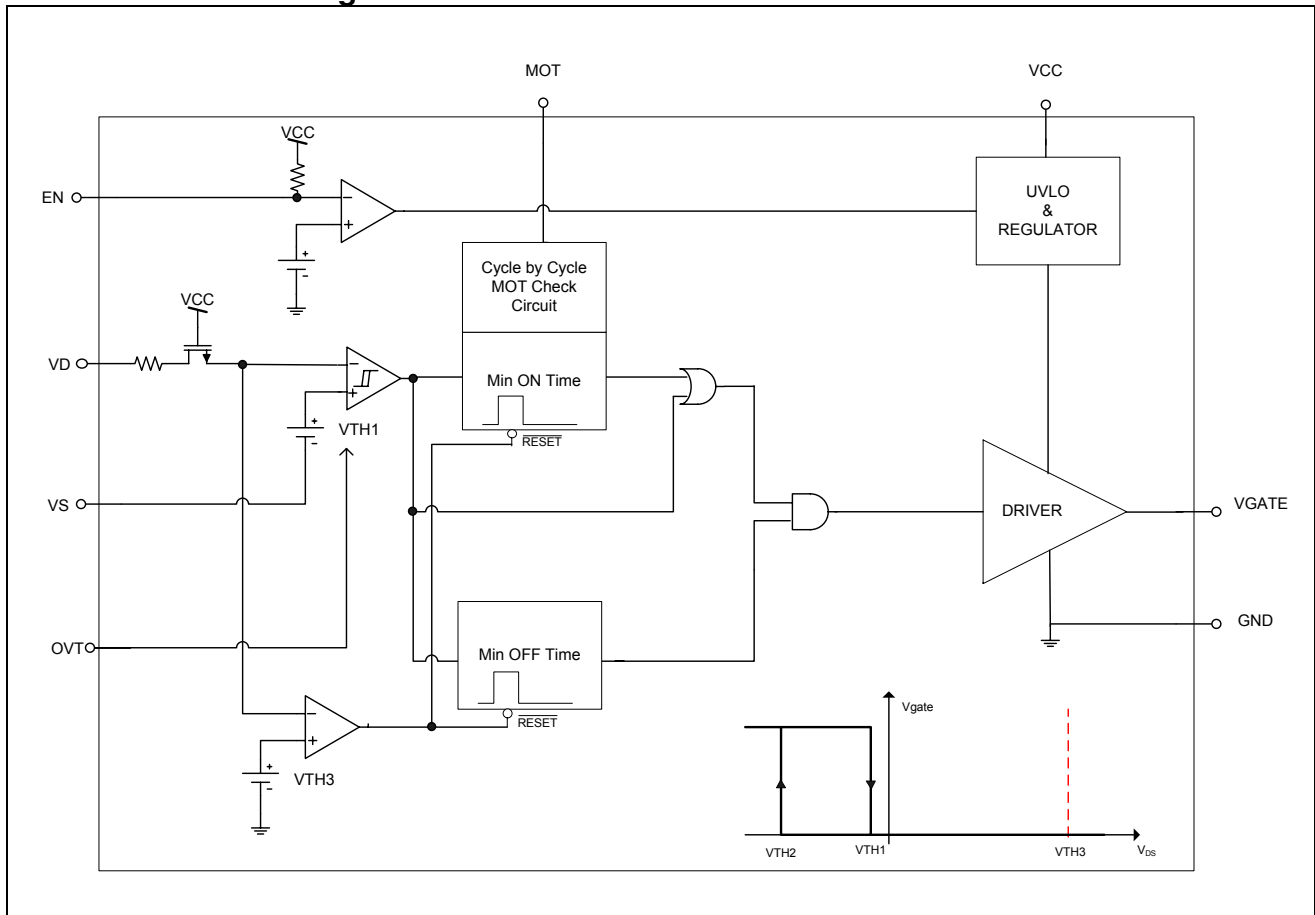 MOT
VCC
VCC
EN
UVLO
&
REGULATOR
Cycle by Cycle
MOT Check
Circuit
VCC
VD
Min ON Time
VTH1
RESET
VS
DRIVER
VGATE
GND
OVT
Min OFF Time
RESET
VTH3
Vgate
VTH2
VTH1
VTH3
VDS